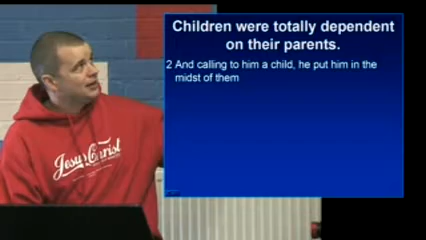 Children were totally dependent
on their parents.
2 And calling to him a child, he put him in the
midst of them
Jesus Christ